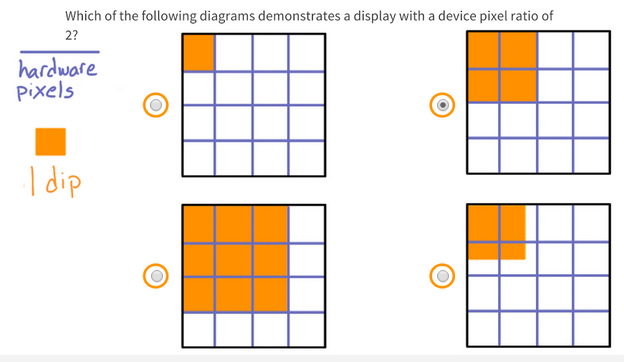 Which of the following diagrams demonstrates a display with a device pixel ratio of
2?
hardware
pixels
1 dip